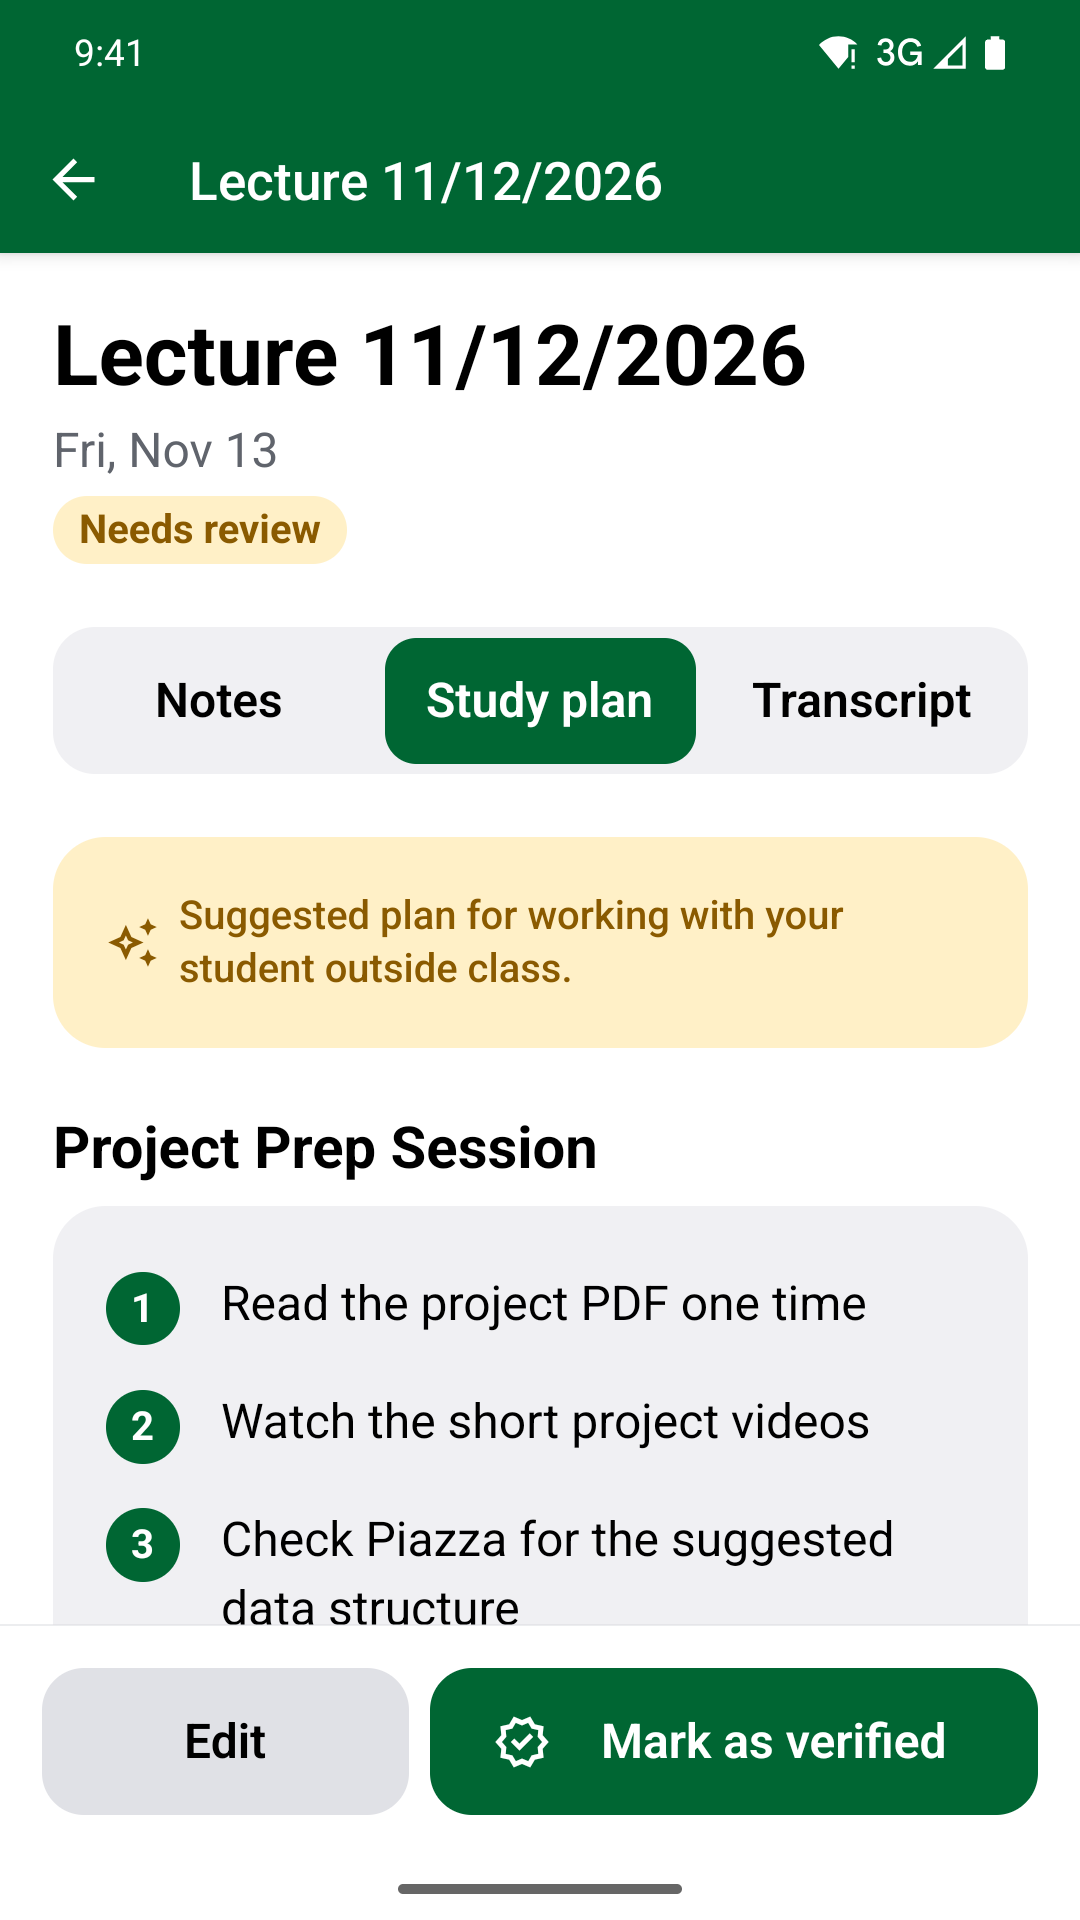 9:41
3G
Lecture 11/12/2026
Lecture 11/12/2026
Fri, Nov 13
Needs review
Notes
Study plan
Transcript
Suggested plan for working with your
student outside class.
Project Prep Session
1 Read the project PDF one time
2 Watch the short project videos
3 Check Piazza for the suggested
data structure
Edit
Mark as verified